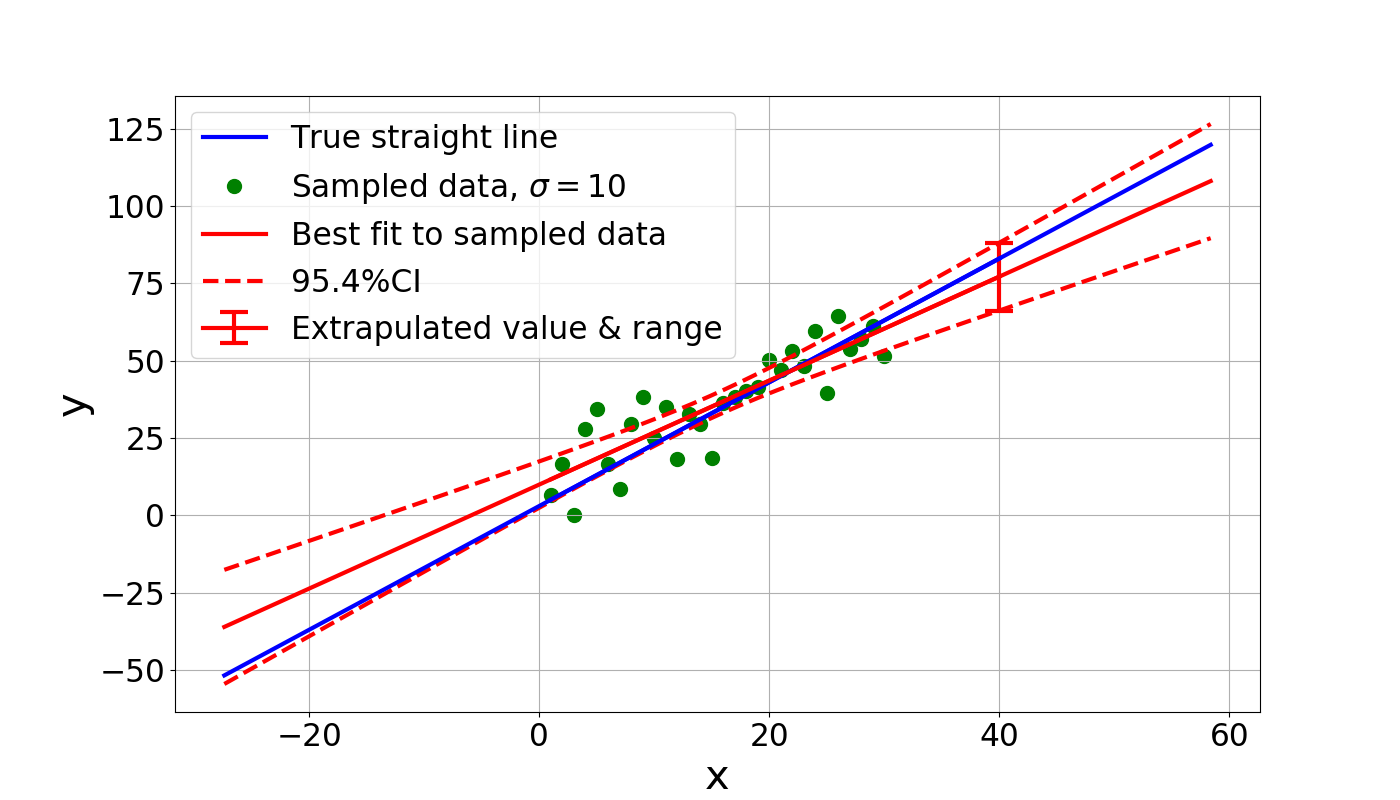 True straight line
Sampled data, σ = 10
Best fit to sampled data
95.4%CI
Extrapulated value & range
125
100
75
50
25
0
−25
−50
y
−20 0 20 40 60
x